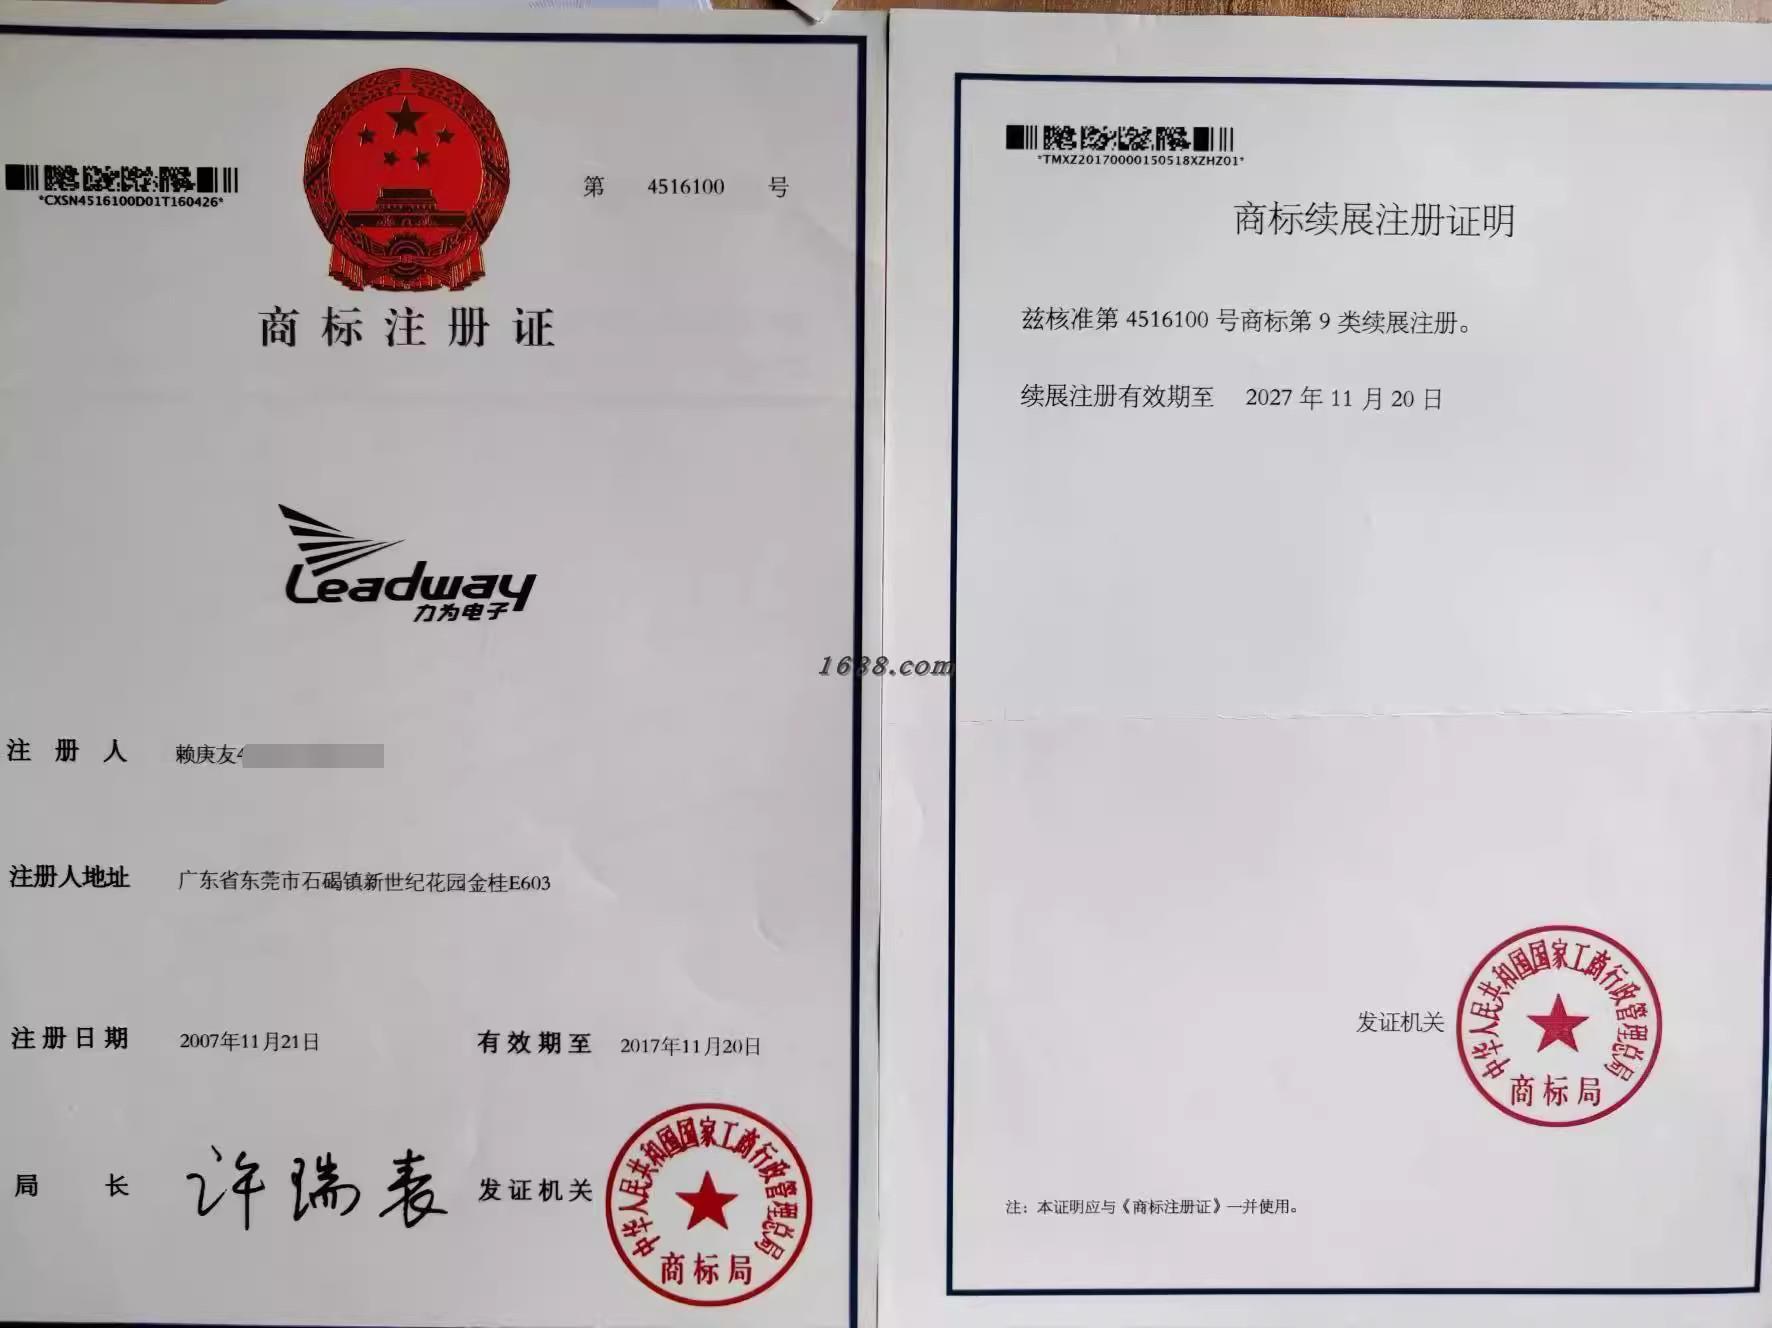 *CXSN4516100D01T160426*
第 4516100 号
商标注册证
Leadway
力为电子
注册人 赖庚友4
注册人地址 广东省东莞市石碣镇新世纪花园金桂E603
注册日期 2007年11月21日 有效期至 2017年11月20日
局长 许瑞表 发证机关
中华人民共和国国家工商行政管理总局
商标局
1688.com
*TMXZ20170000150518XZHZ01*
商标续展注册证明
兹核准第 4516100 号商标第 9 类续展注册。
续展注册有效期至 2027 年 11 月 20 日
发证机关
中华人民共和国国家工商行政管理总局
商标局
注：本证明应与《商标注册证》一并使用。